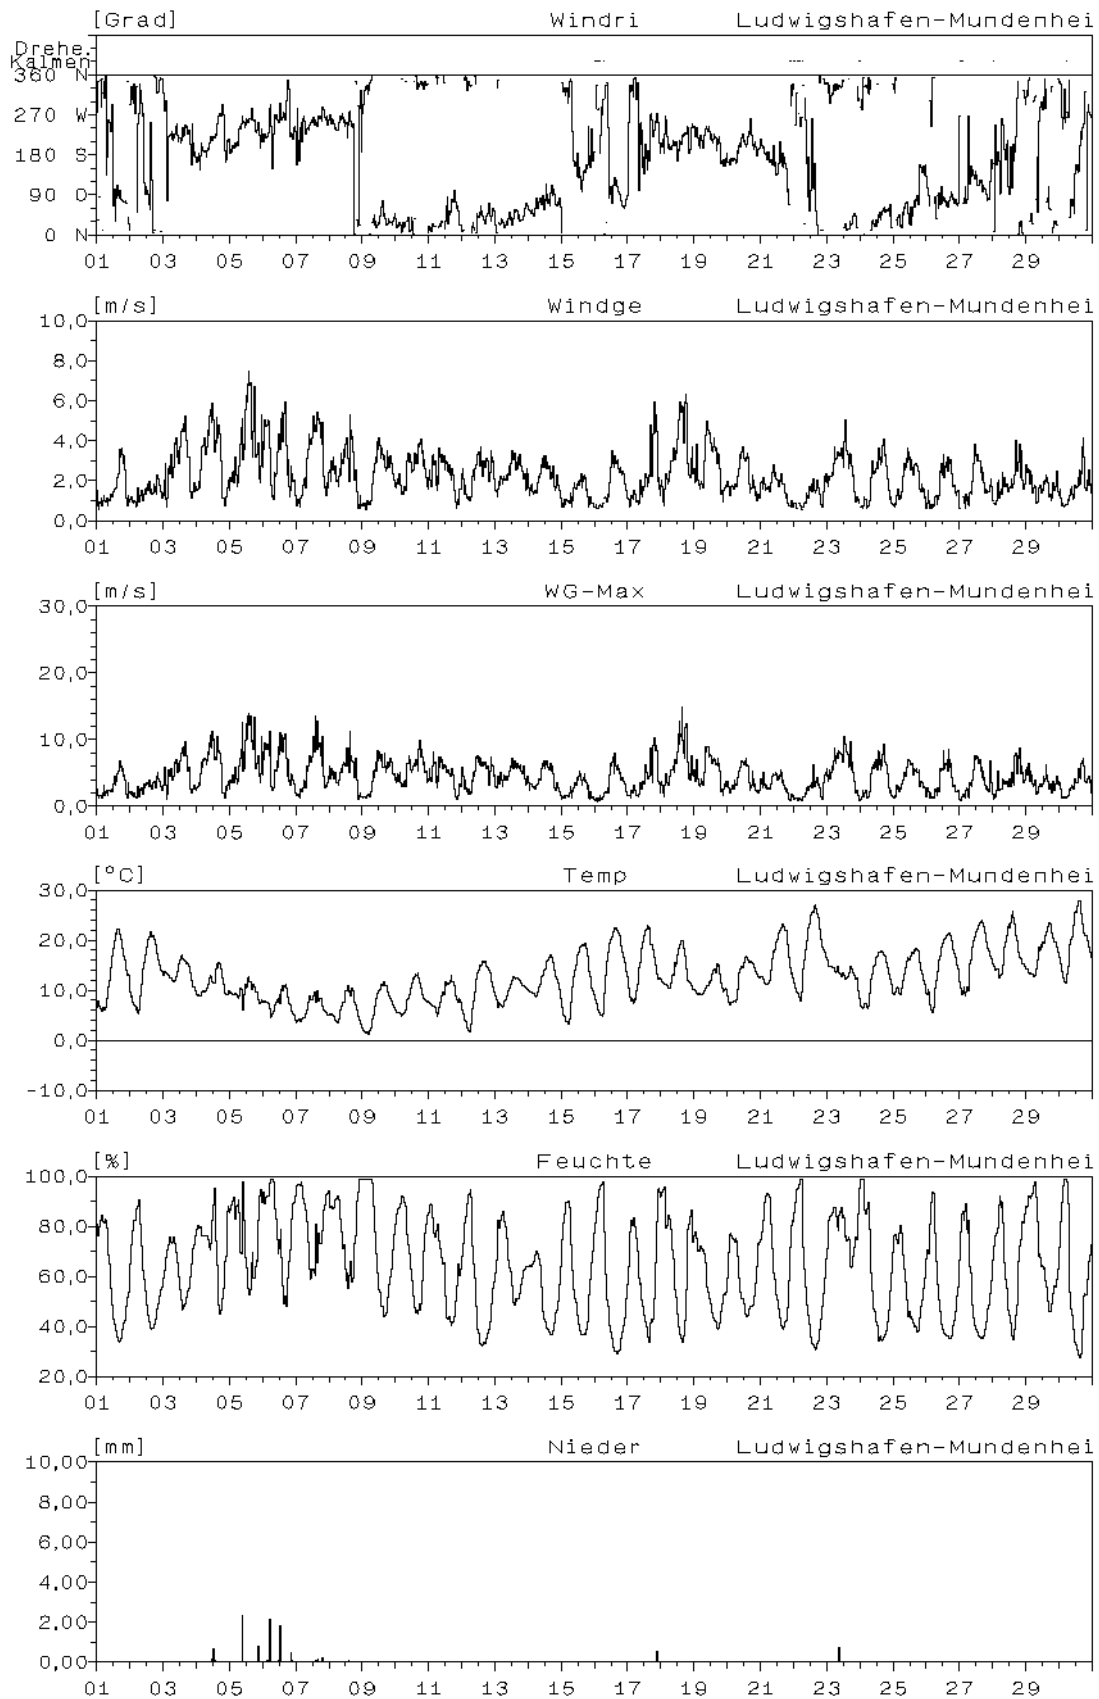 [Grad] Windri Ludwigshafen-Mundenhei
Drehe.
Kalmen
360 N
270 W
180 S
90 O
0 N
01 03 05 07 09 11 13 15 17 19 21 23 25 27 29
[m/s] Windge Ludwigshafen-Mundenhei
10,0
8,0
6,0
4,0
2,0
0,0
01 03 05 07 09 11 13 15 17 19 21 23 25 27 29
[m/s] WG-Max Ludwigshafen-Mundenhei
30,0
20,0
10,0
0,0
01 03 05 07 09 11 13 15 17 19 21 23 25 27 29
[°C] Temp Ludwigshafen-Mundenhei
30,0
20,0
10,0
0,0
-10,0
01 03 05 07 09 11 13 15 17 19 21 23 25 27 29
[%] Feuchte Ludwigshafen-Mundenhei
100,0
80,0
60,0
40,0
20,0
01 03 05 07 09 11 13 15 17 19 21 23 25 27 29
[mm] Nieder Ludwigshafen-Mundenhei
10,00
8,00
6,00
4,00
2,00
0,00
01 03 05 07 09 11 13 15 17 19 21 23 25 27 29